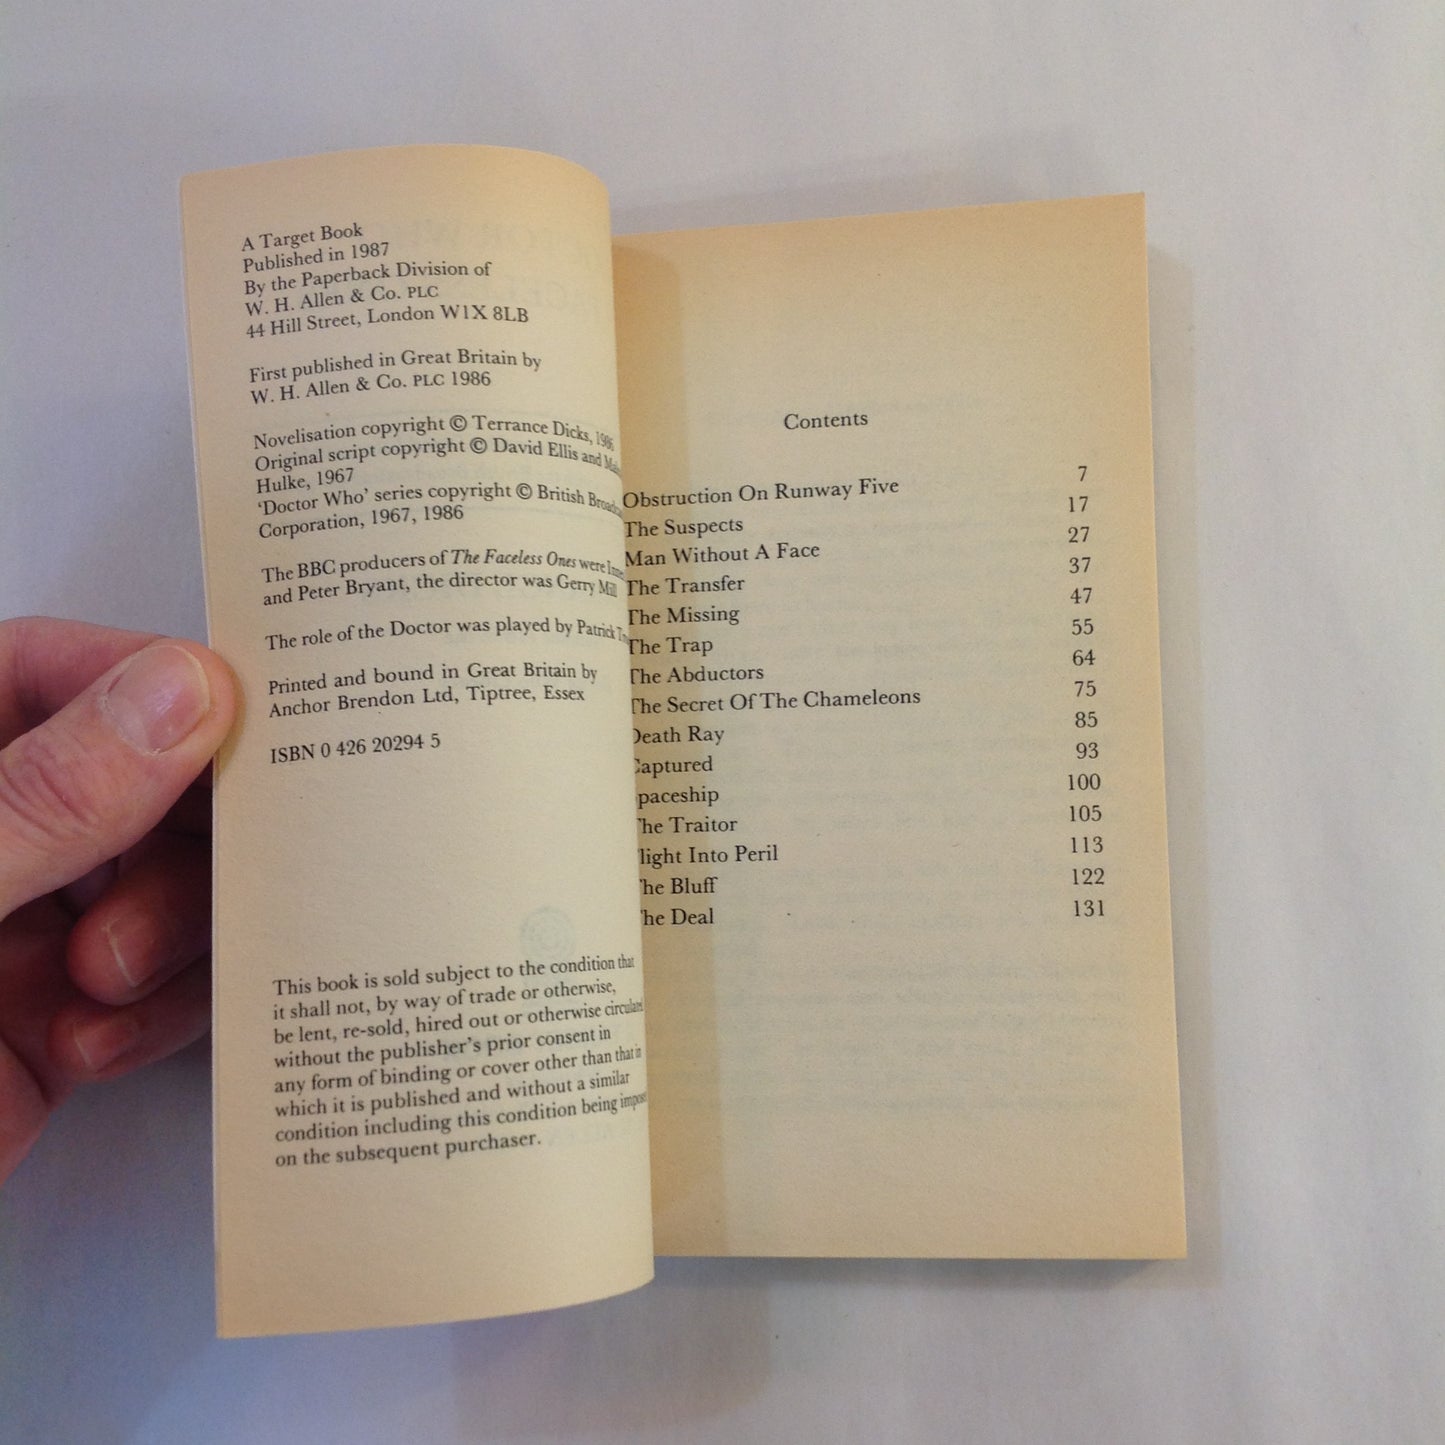 A Target Book
Published in 1987
By the Paperback Division of
W. H. Allen & Co. PLC
44 Hill Street, London W1X 8LB
First published in Great Britain by
W. H. Allen & Co. PLC 1986
Novelisation copyright © Terrance Dicks, 1986
Original script copyright © David Ellis and
Hulke, 1967
'Doctor Who' series copyright © British
Corporation, 1967, 1986
The BBC producers of The Faceless Ones were
and Peter Bryant, the director was Gerry Mill
The role of the Doctor was played by Patrick
Printed and bound in Great Britain by
Anchor Brendon Ltd, Tiptree, Essex
ISBN 0 426 20294 5
This book is sold subject to the condition that
it shall not, by way of trade or otherwise,
be lent, re-sold, hired out or otherwise circulated
without the publisher's prior consent in
any form of binding or cover other than that in
which it is published and without a similar
condition including this condition being
on the subsequent purchaser.
Contents
Obstruction On Runway Five 7
The Suspects 17
Man Without A Face 27
The Transfer 37
The Missing 47
The Trap 55
The Abductors 64
The Secret Of The Chameleons 75
Death Ray 85
Captured 93
Spaceship 100
The Traitor 105
Flight Into Peril 113
The Bluff 122
The Deal 131